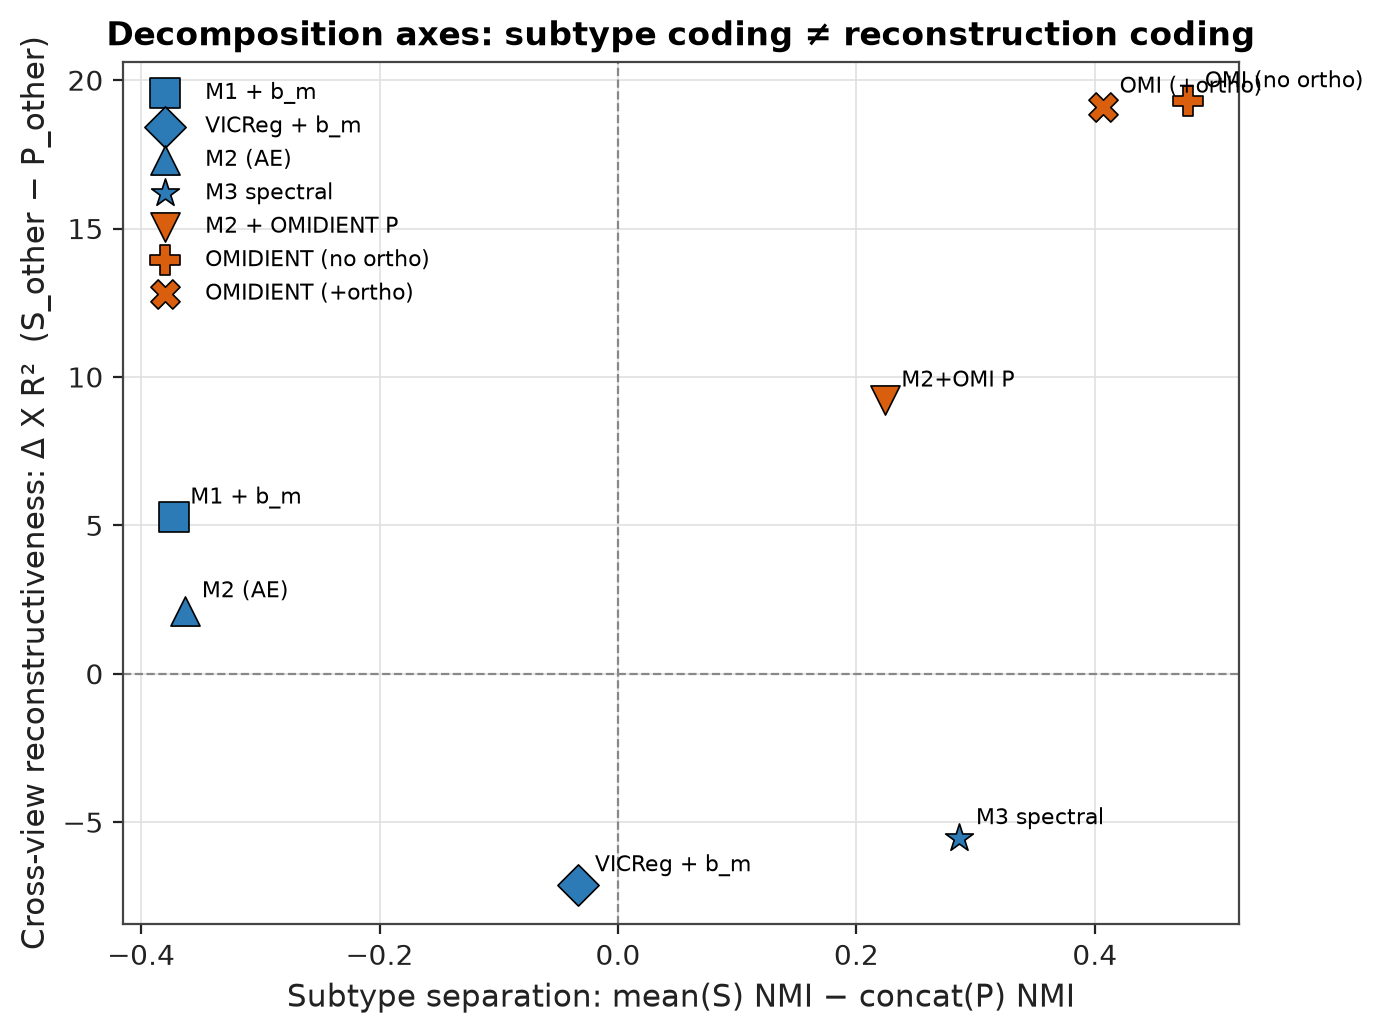 Decomposition axes: subtype coding ≠ reconstruction coding
Cross-view reconstructiveness: Δ X R² (S_other − P_other)
20
15
10
5
0
−5
M1 + b_m
VICReg + b_m
M2 (AE)
M3 spectral
M2 + OMIDIENT P
OMIDIENT (no ortho)
OMIDIENT (+ortho)
OMI (+ortho)
OMI (no ortho)
M2+OMI P
M1 + b_m
M2 (AE)
M3 spectral
VICReg + b_m
−0.4
−0.2
0.0
0.2
0.4
Subtype separation: mean(S) NMI − concat(P) NMI